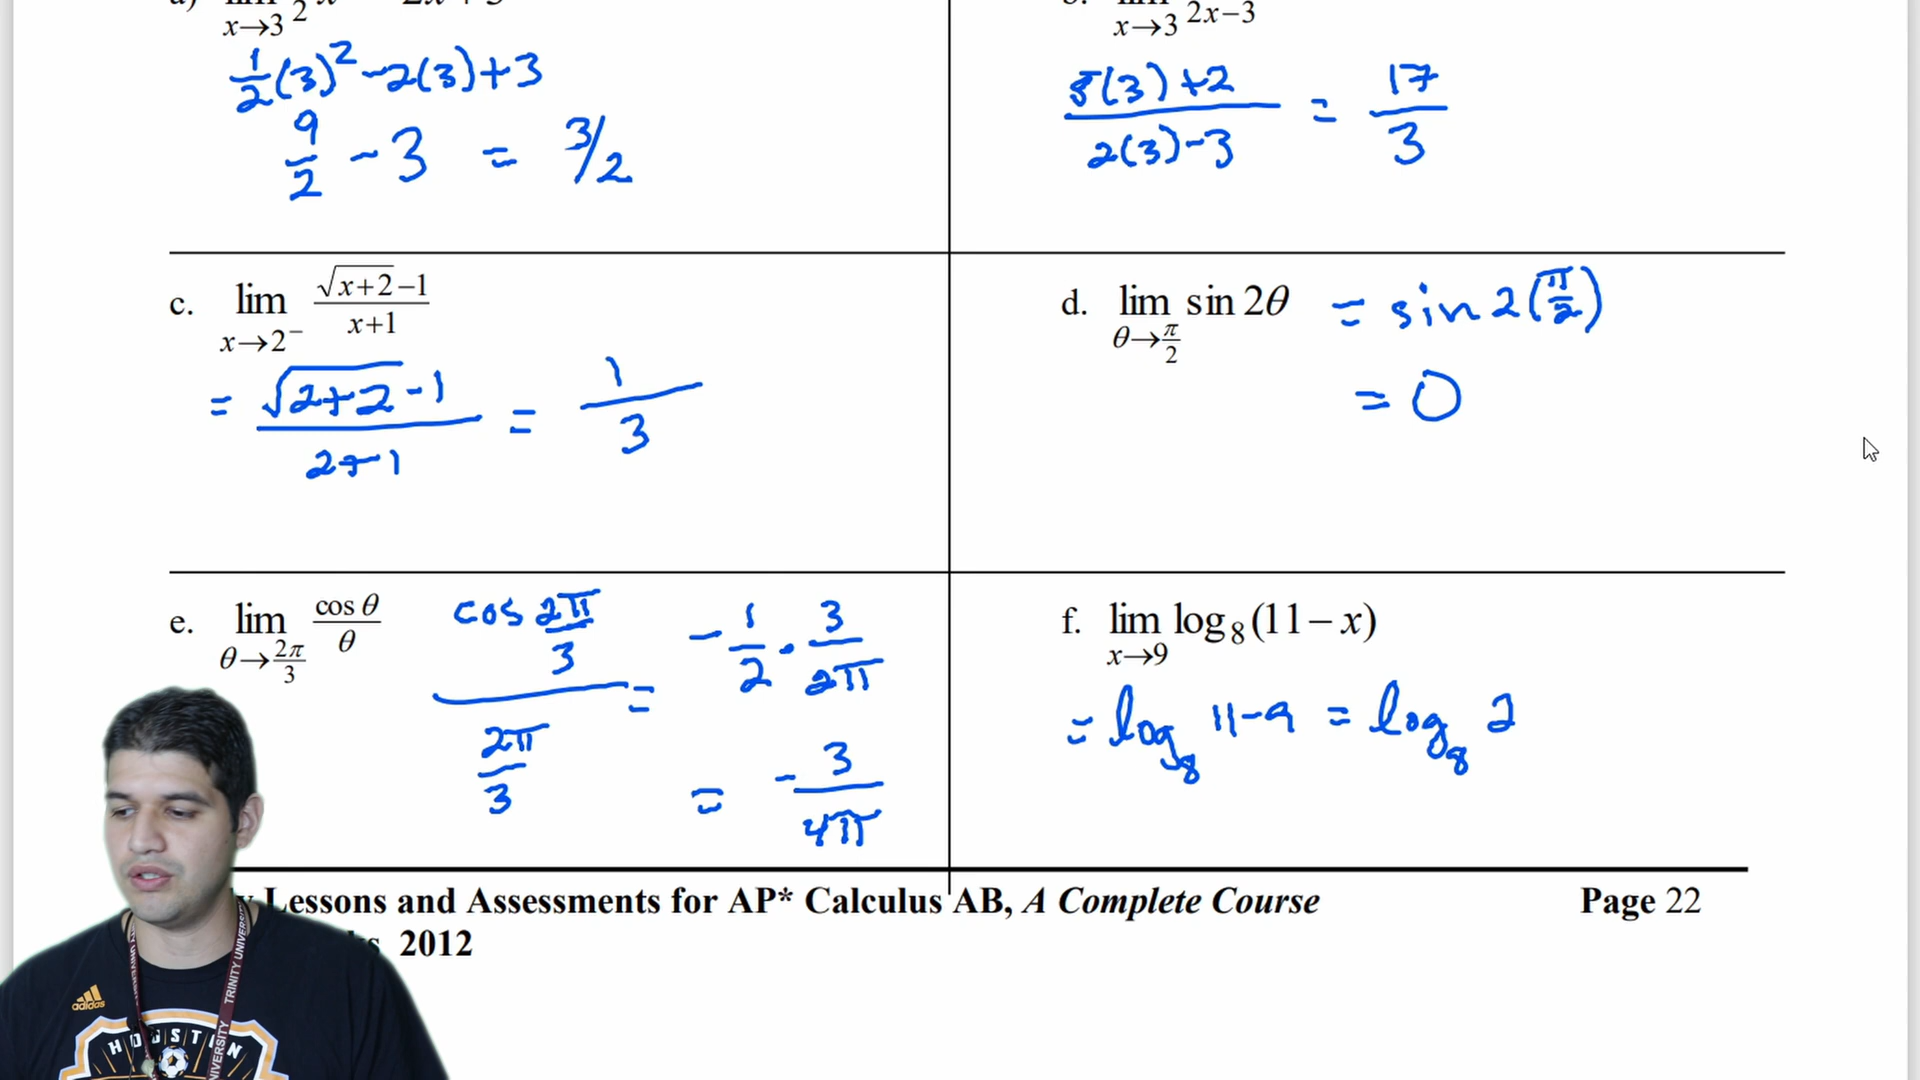 x→3 2
x→3 2x−3
1/2(3)²-2(3)+3
9/2 - 3 = 3/2
5(3)+2 / 2(3)-3 = 17/3
c. lim x→2⁻ √x+2−1 / x+1
= √2+2 -1 / 2+1 = 1/3
d. lim θ→π/2 sin 2θ = sin 2(π/2)
= 0
e. lim θ→2π/3 cos θ / θ
cos 2π/3 / 2π/3 = -1/2 · 3/2π
= -3/4π
f. lim x→9 log₈(11−x)
= log₈ 11-9 = log₈ 2
Lessons and Assessments for AP* Calculus AB, A Complete Course Page 22
2012
adidas
HOUSTON
TRINITY UNIVERSITY